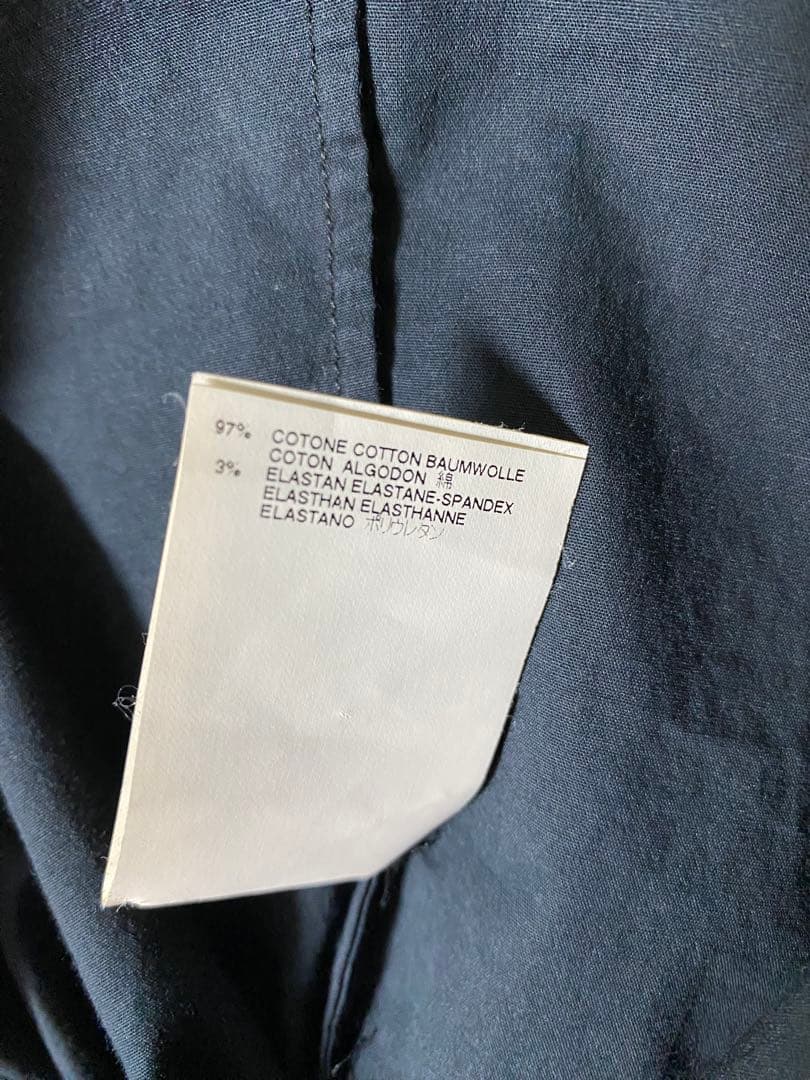 97% COTONE COTTON BAUMWOLLE
COTON ALGODON 綿
3% ELASTAN ELASTANE-SPANDEX
ELASTHAN ELASTHANNE
ELASTANO ポリウレタン